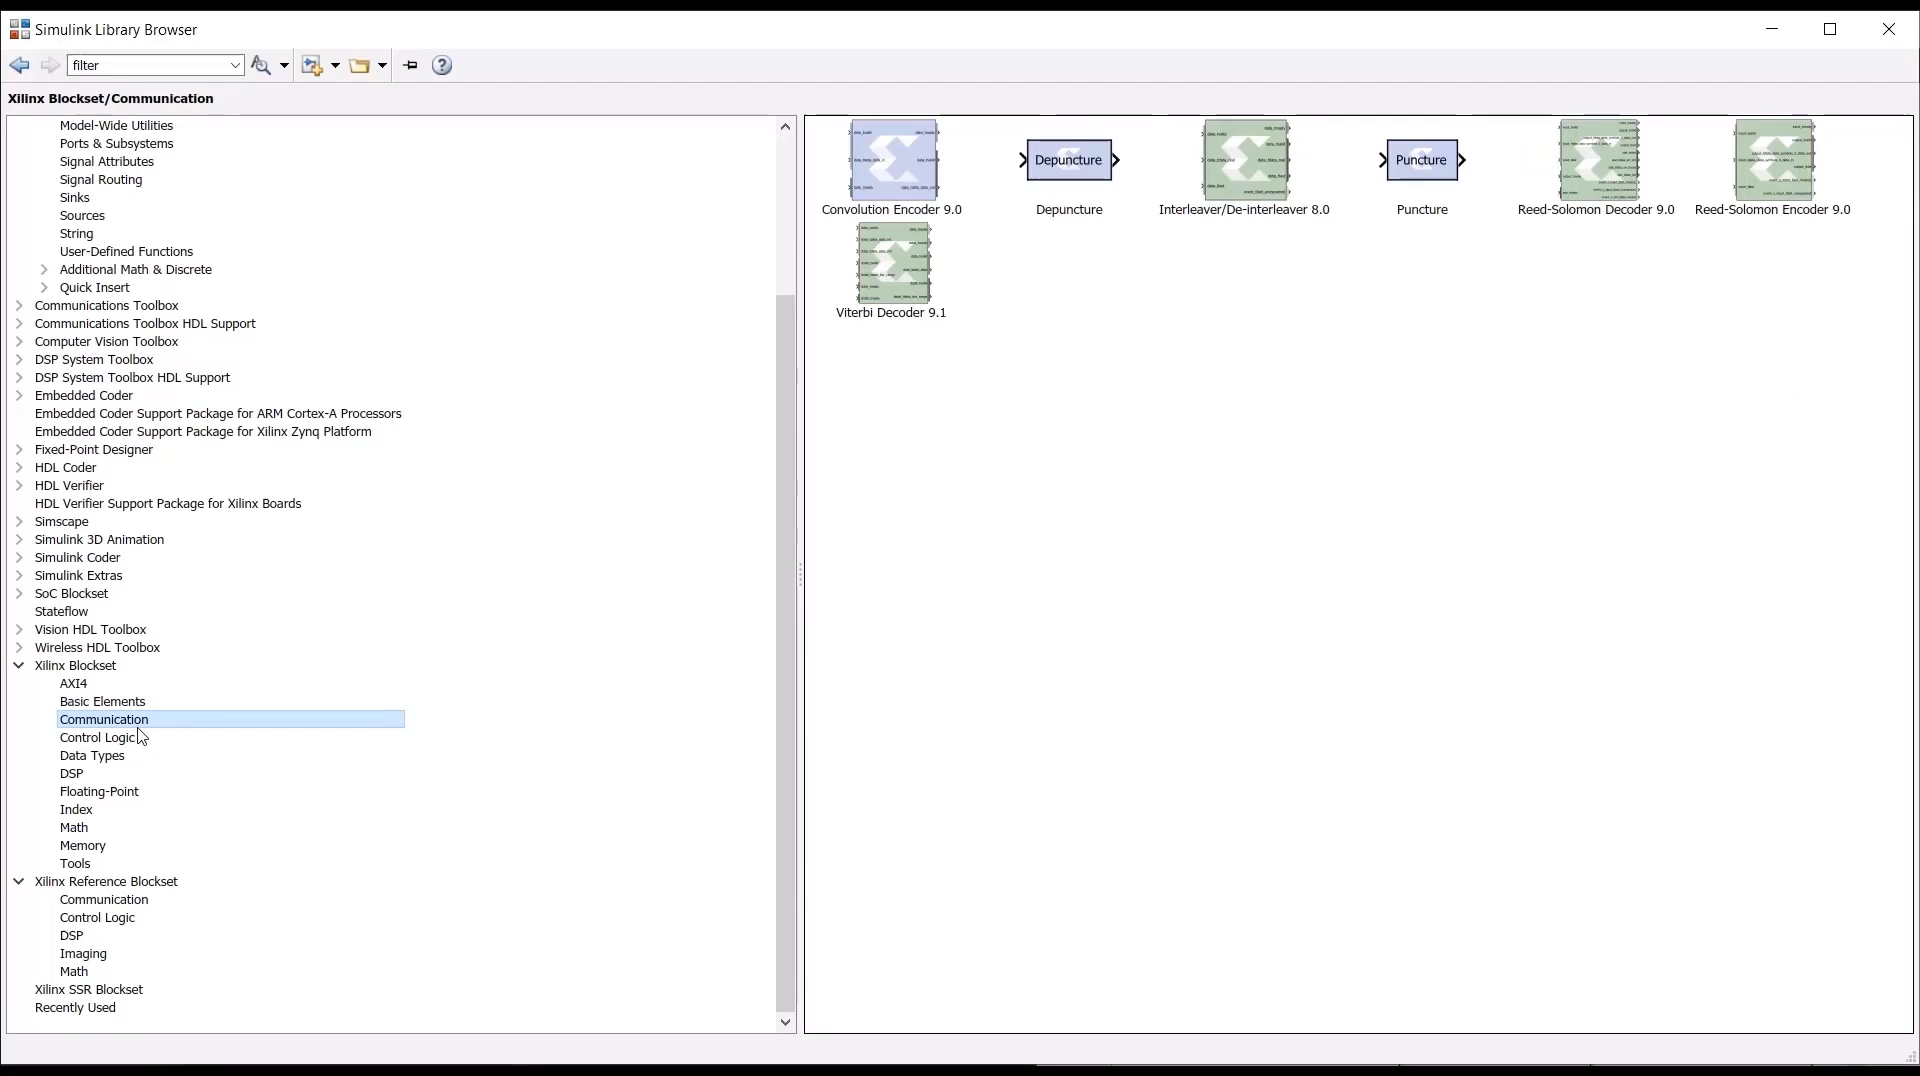 Simulink Library Browser
filter
Xilinx Blockset/Communication
Model-Wide Utilities
Ports & Subsystems
Signal Attributes
Signal Routing
Sinks
Sources
String
User-Defined Functions
Additional Math & Discrete
Quick Insert
Communications Toolbox
Communications Toolbox HDL Support
Computer Vision Toolbox
DSP System Toolbox
DSP System Toolbox HDL Support
Embedded Coder
Embedded Coder Support Package for ARM Cortex-A Processors
Embedded Coder Support Package for Xilinx Zynq Platform
Fixed-Point Designer
HDL Coder
HDL Verifier
HDL Verifier Support Package for Xilinx Boards
Simscape
Simulink 3D Animation
Simulink Coder
Simulink Extras
SoC Blockset
Stateflow
Vision HDL Toolbox
Wireless HDL Toolbox
Xilinx Blockset
AXI4
Basic Elements
Communication
Control Logic
Data Types
DSP
Floating-Point
Index
Math
Memory
Tools
Xilinx Reference Blockset
Communication
Control Logic
DSP
Imaging
Math
Xilinx SSR Blockset
Recently Used
Depuncture
Puncture
Convolution Encoder 9.0
Depuncture
Interleaver/De-interleaver 8.0
Puncture
Reed-Solomon Decoder 9.0
Reed-Solomon Encoder 9.0
Viterbi Decoder 9.1